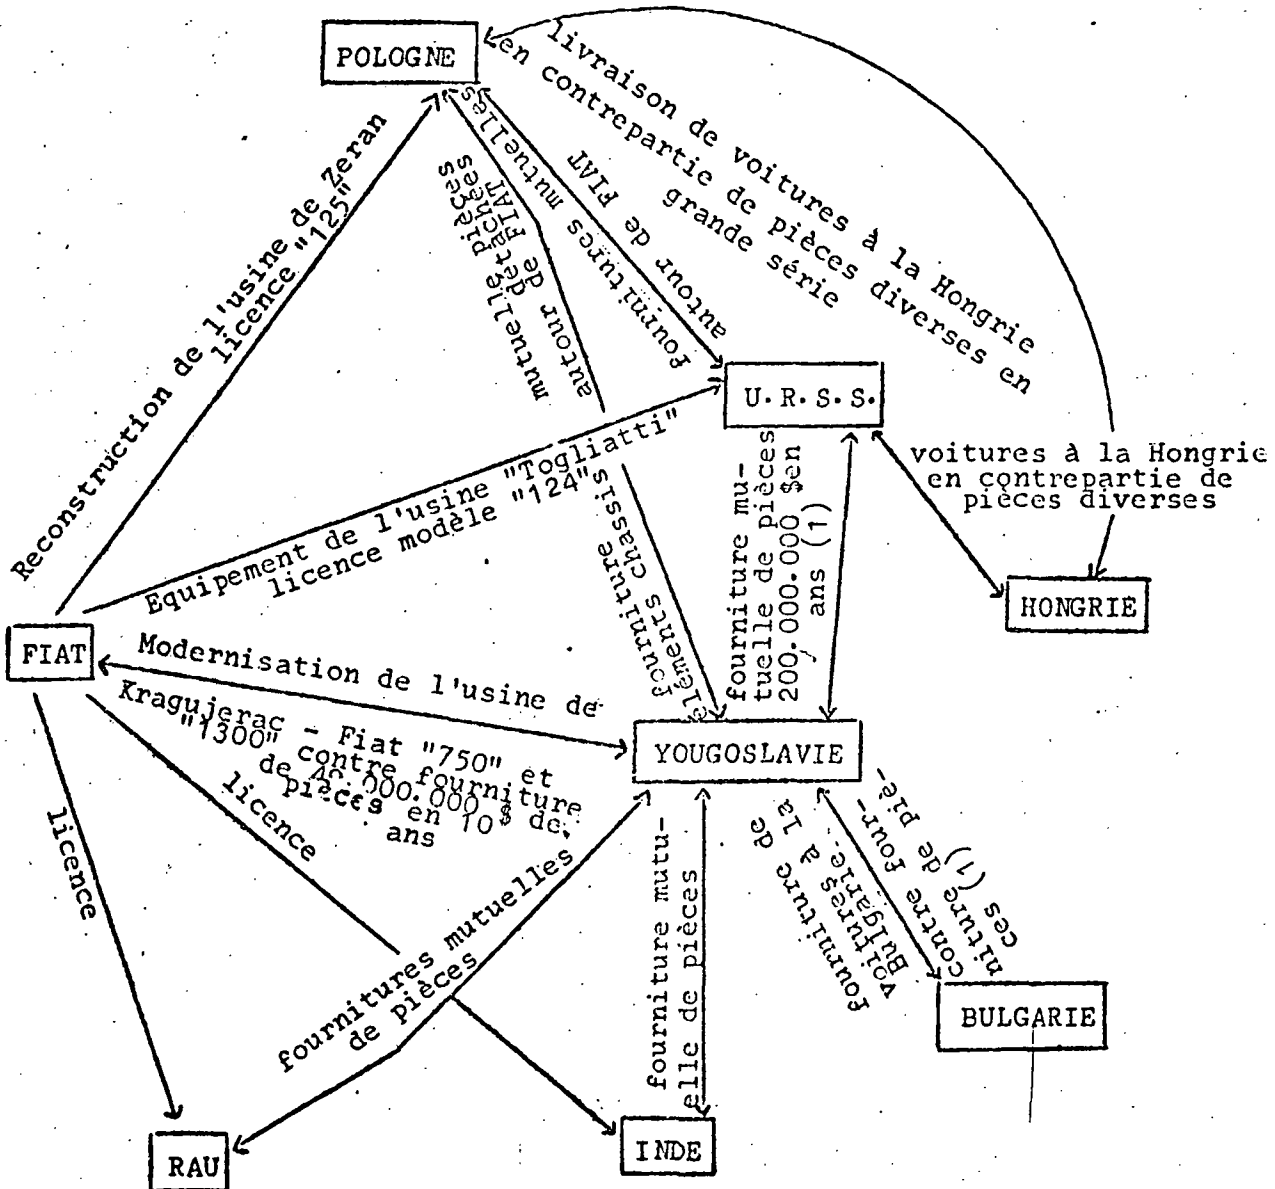 POLOGNE
livraison de voitures à la Hongrie
en contrepartie de pièces diverses en
grande série
Reconstruction de l'usine de Zeran
licence "125"
mutuelle pièces
détachées
autour de FIAT
fournitures mutuelles
autour de FIAT
U.R.S.S.
voitures à la Hongrie
en contrepartie de
pièces diverses
HONGRIE
Equipement de l'usine "Togliatti"
licence modèle "124"
fourniture
eléments chassis
fourniture mu-
tuelle de pièces
200.000.000 $en
ans (1)
FIAT
Modernisation de l'usine de
Kragujerac - Fiat "750" et
"1300" contre fourniture
de 40.000.000 $ de
pièces en 10
ans
YOUGOSLAVIE
licence
licence
fournitures mutuelles
de pièces
fourniture mutu-
elle de pièces
fourniture de
voitures à la
Bulgarie.
contre four-
niture de piè-
ces (1)
BULGARIE
RAU
INDE